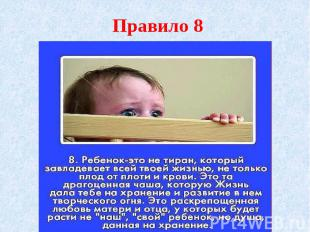 Правило 8
8. Ребенок-это не тиран, который
завладевает всей твоей жизнью, не только
плод от плоти и крови. Это та
драгоценная чаша, которую Жизнь
дала тебе на хранение и развитие в нем
творческого огня. Это раскрепощенная
любовь матери и отца, у которых будет
расти не "наш", "свой" ребенок, но душа,
данная на хранение.
PPt4WEB.ru